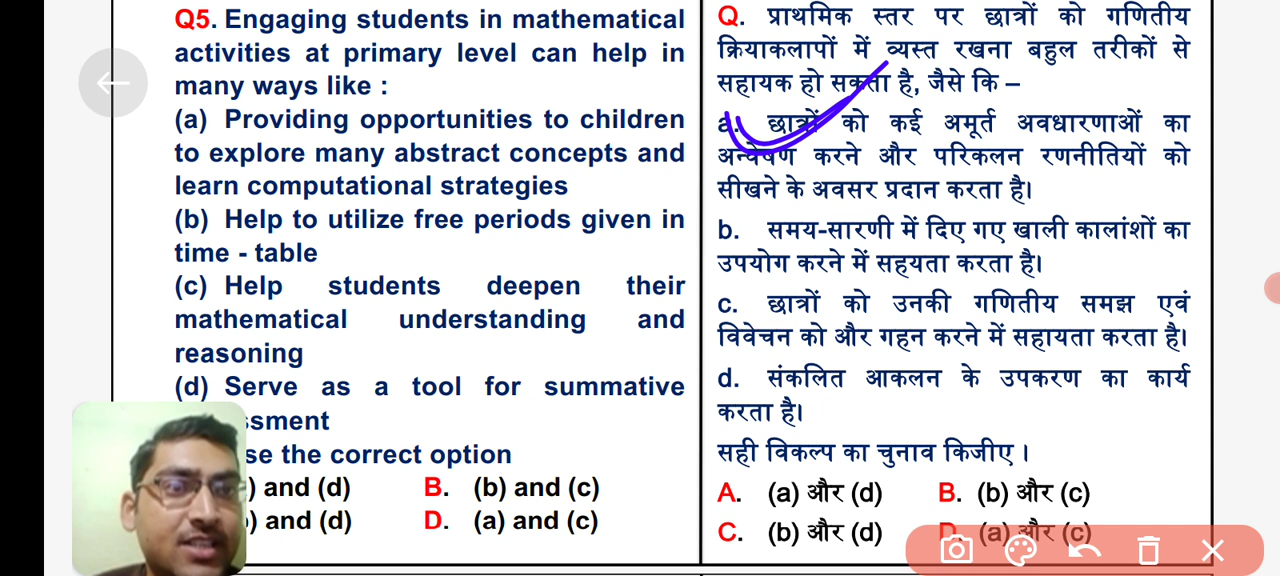 Q5. Engaging students in mathematical
activities at primary level can help in
many ways like :
(a) Providing opportunities to children
to explore many abstract concepts and
learn computational strategies
(b) Help to utilize free periods given in
time - table
(c) Help students deepen their
mathematical understanding and
reasoning
(d) Serve as a tool for summative
ssment
se the correct option
) and (d) B. (b) and (c)
) and (d) D. (a) and (c)
Q. प्राथमिक स्तर पर छात्रों को गणितीय
क्रियाकलापों में व्यस्त रखना बहुल तरीकों से
सहायक हो सकता है, जैसे कि –
a. छात्रों को कई अमूर्त अवधारणाओं का
अन्वेषण करने और परिकलन रणनीतियों को
सीखने के अवसर प्रदान करता है।
b. समय-सारणी में दिए गए खाली कालांशों का
उपयोग करने में सहयता करता है।
c. छात्रों को उनकी गणितीय समझ एवं
विवेचन को और गहन करने में सहायता करता है।
d. संकलित आकलन के उपकरण का कार्य
करता है।
सही विकल्प का चुनाव किजीए ।
A. (a) और (d) B. (b) और (c)
C. (b) और (d) D. (a) और (c)